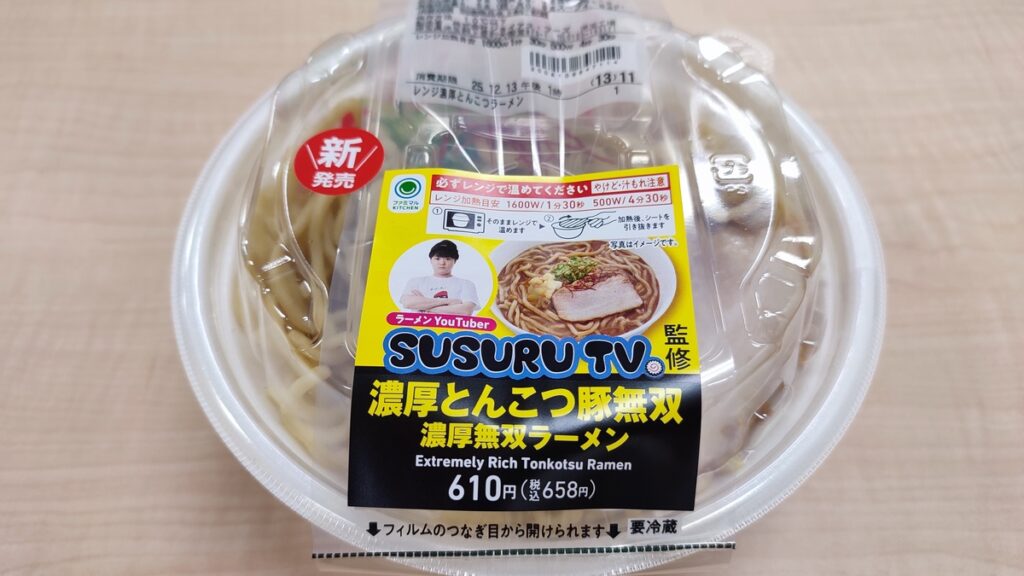 消費期限 25.12.13午後 1時
(13)11
レンジ濃厚とんこつラーメン
1
新
発売
ファミマル
KITCHEN
必ずレンジで温めてください
やけど・汁もれ注意
レンジ加熱目安 1600W/1分30秒 500W/4分30秒
① そのままレンジで
温めます
② 加熱後、シートを
引き抜きます
写真はイメージです。
ラーメンYouTuber
SUSURU TV.
監修
濃厚とんこつ豚無双
濃厚無双ラーメン
Extremely Rich Tonkotsu Ramen
610円(税込658円)
⬇フィルムのつなぎ目から開けられます⬇ 要冷蔵